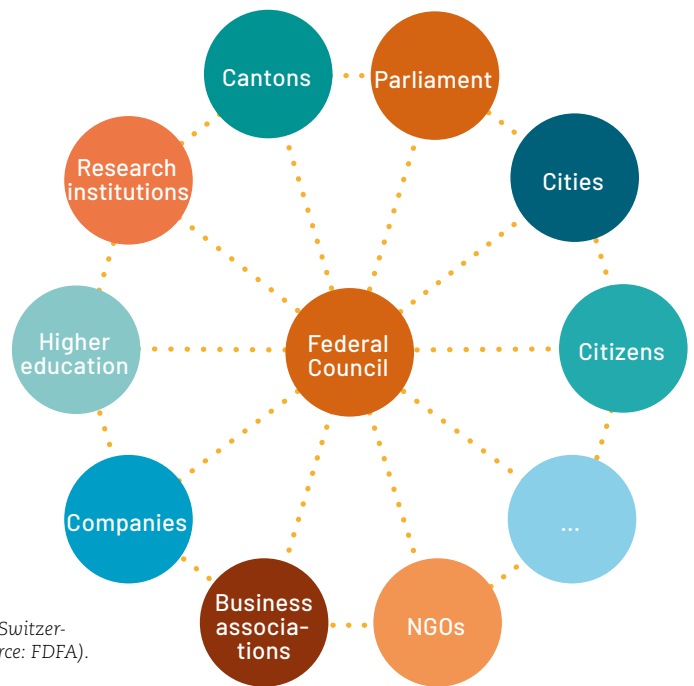 Cantons
Parliament
Research
institutions
Cities
Higher
education
Federal
Council
Citizens
Companies
...
Business
associa-
tions
NGOs
Switzer-
rce: FDFA).